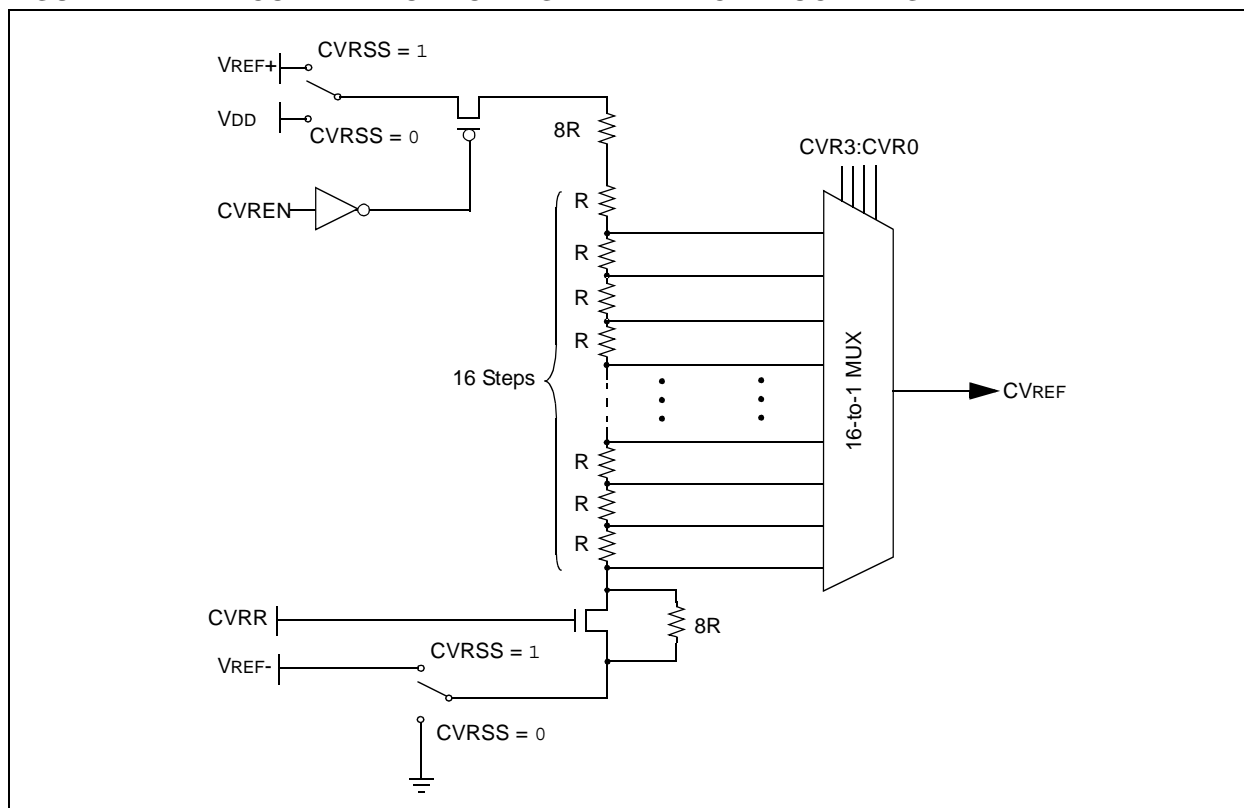 CVRSS = 1
VREF+
VDD
CVRSS = 0
8R
CVR3:CVR0
CVREN
R
R
R
R
16 Steps
16-to-1 MUX
CVREF
R
R
R
CVRR
8R
CVRSS = 1
VREF-
CVRSS = 0